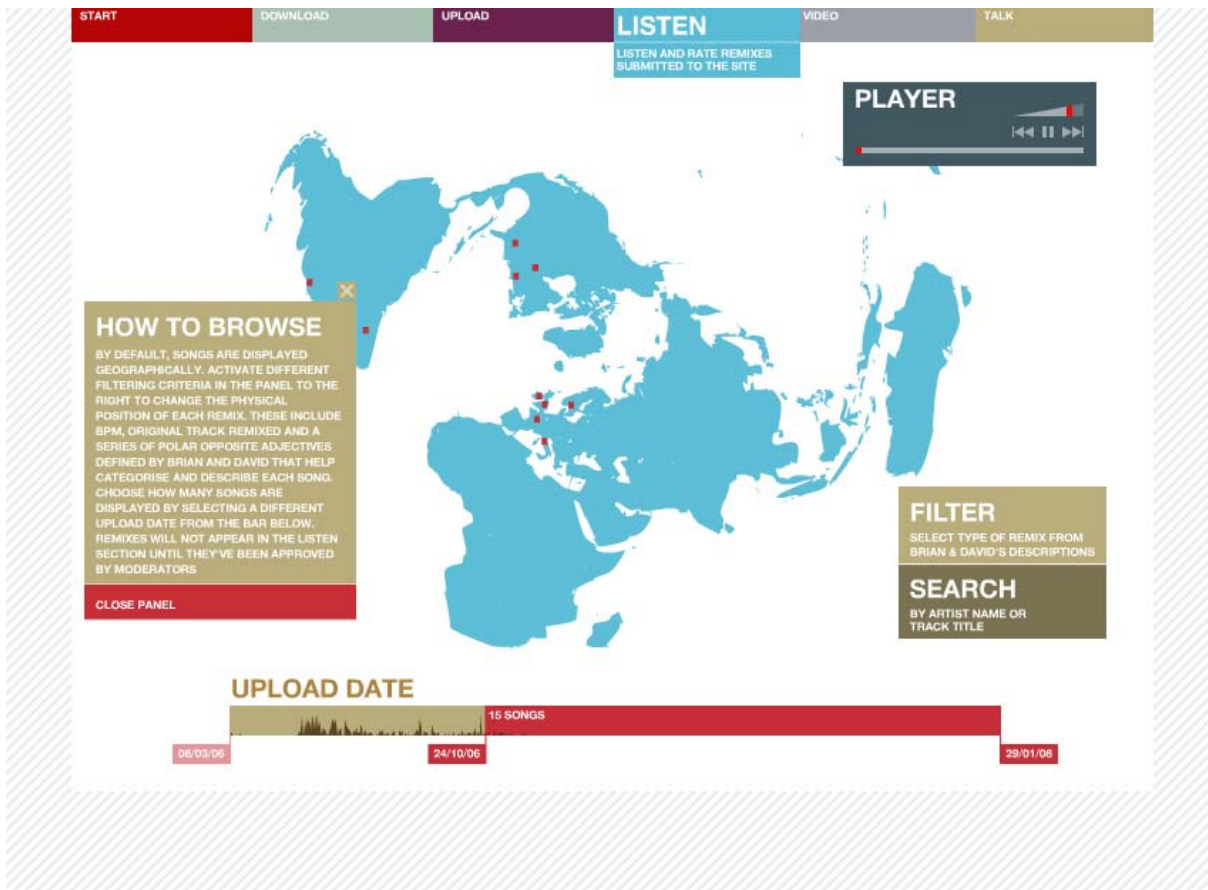 START
DOWNLOAD
UPLOAD
LISTEN
LISTEN AND RATE REMIXES
SUBMITTED TO THE SITE
VIDEO
TALK
PLAYER
HOW TO BROWSE
BY DEFAULT, SONGS ARE DISPLAYED
GEOGRAPHICALLY. ACTIVATE DIFFERENT
FILTERING CRITERIA IN THE PANEL TO THE
RIGHT TO CHANGE THE PHYSICAL
POSITION OF EACH REMIX. THESE INCLUDE
BPM, ORIGINAL TRACK REMIXED AND A
SERIES OF POLAR OPPOSITE ADJECTIVES
DEFINED BY BRIAN AND DAVID THAT HELP
CATEGORISE AND DESCRIBE EACH SONG.
CHOOSE HOW MANY SONGS ARE
DISPLAYED BY SELECTING A DIFFERENT
UPLOAD DATE FROM THE BAR BELOW.
REMIXES WILL NOT APPEAR IN THE LISTEN
SECTION UNTIL THEY'VE BEEN APPROVED
BY MODERATORS
CLOSE PANEL
FILTER
SELECT TYPE OF REMIX FROM
BRIAN & DAVID'S DESCRIPTIONS
SEARCH
BY ARTIST NAME OR
TRACK TITLE
UPLOAD DATE
15 SONGS
08/03/06
24/10/06
29/01/06